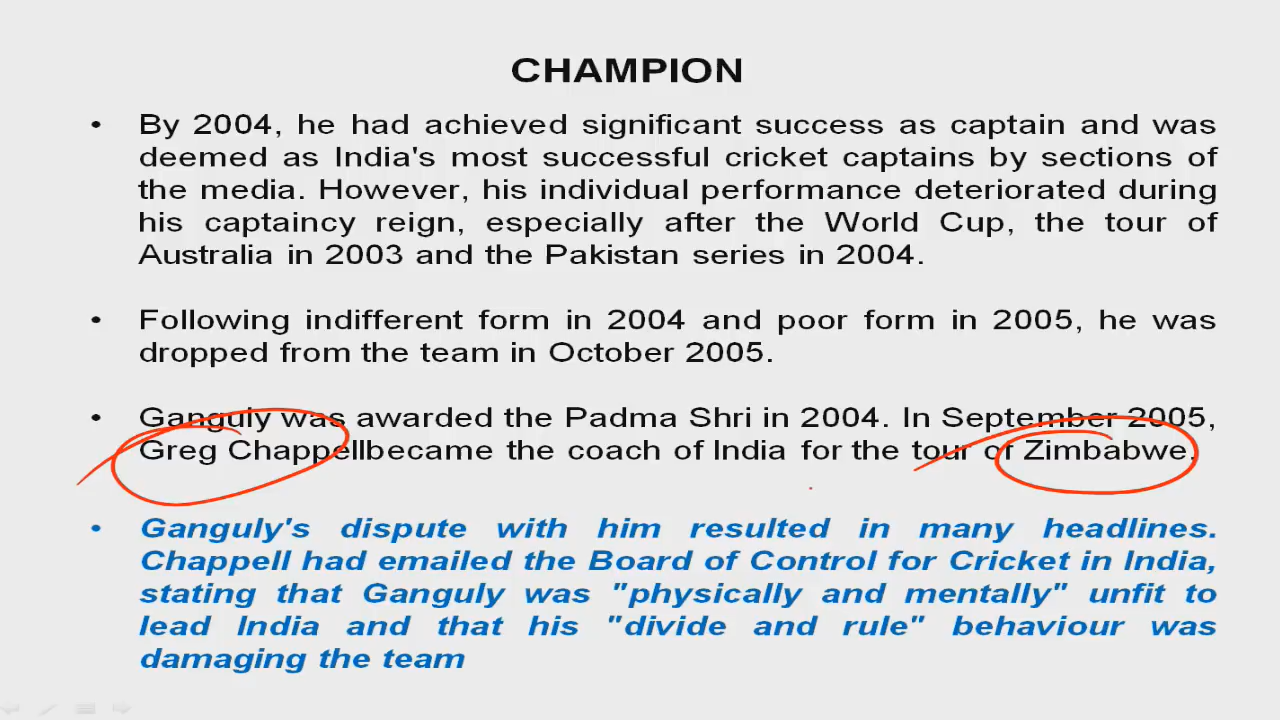 CHAMPION
• By 2004, he had achieved significant success as captain and was
deemed as India's most successful cricket captains by sections of
the media. However, his individual performance deteriorated during
his captaincy reign, especially after the World Cup, the tour of
Australia in 2003 and the Pakistan series in 2004.
• Following indifferent form in 2004 and poor form in 2005, he was
dropped from the team in October 2005.
• Ganguly was awarded the Padma Shri in 2004. In September 2005,
Greg Chappellbecame the coach of India for the tour of Zimbabwe.
• Ganguly's dispute with him resulted in many headlines.
Chappell had emailed the Board of Control for Cricket in India,
stating that Ganguly was "physically and mentally" unfit to
lead India and that his "divide and rule" behaviour was
damaging the team